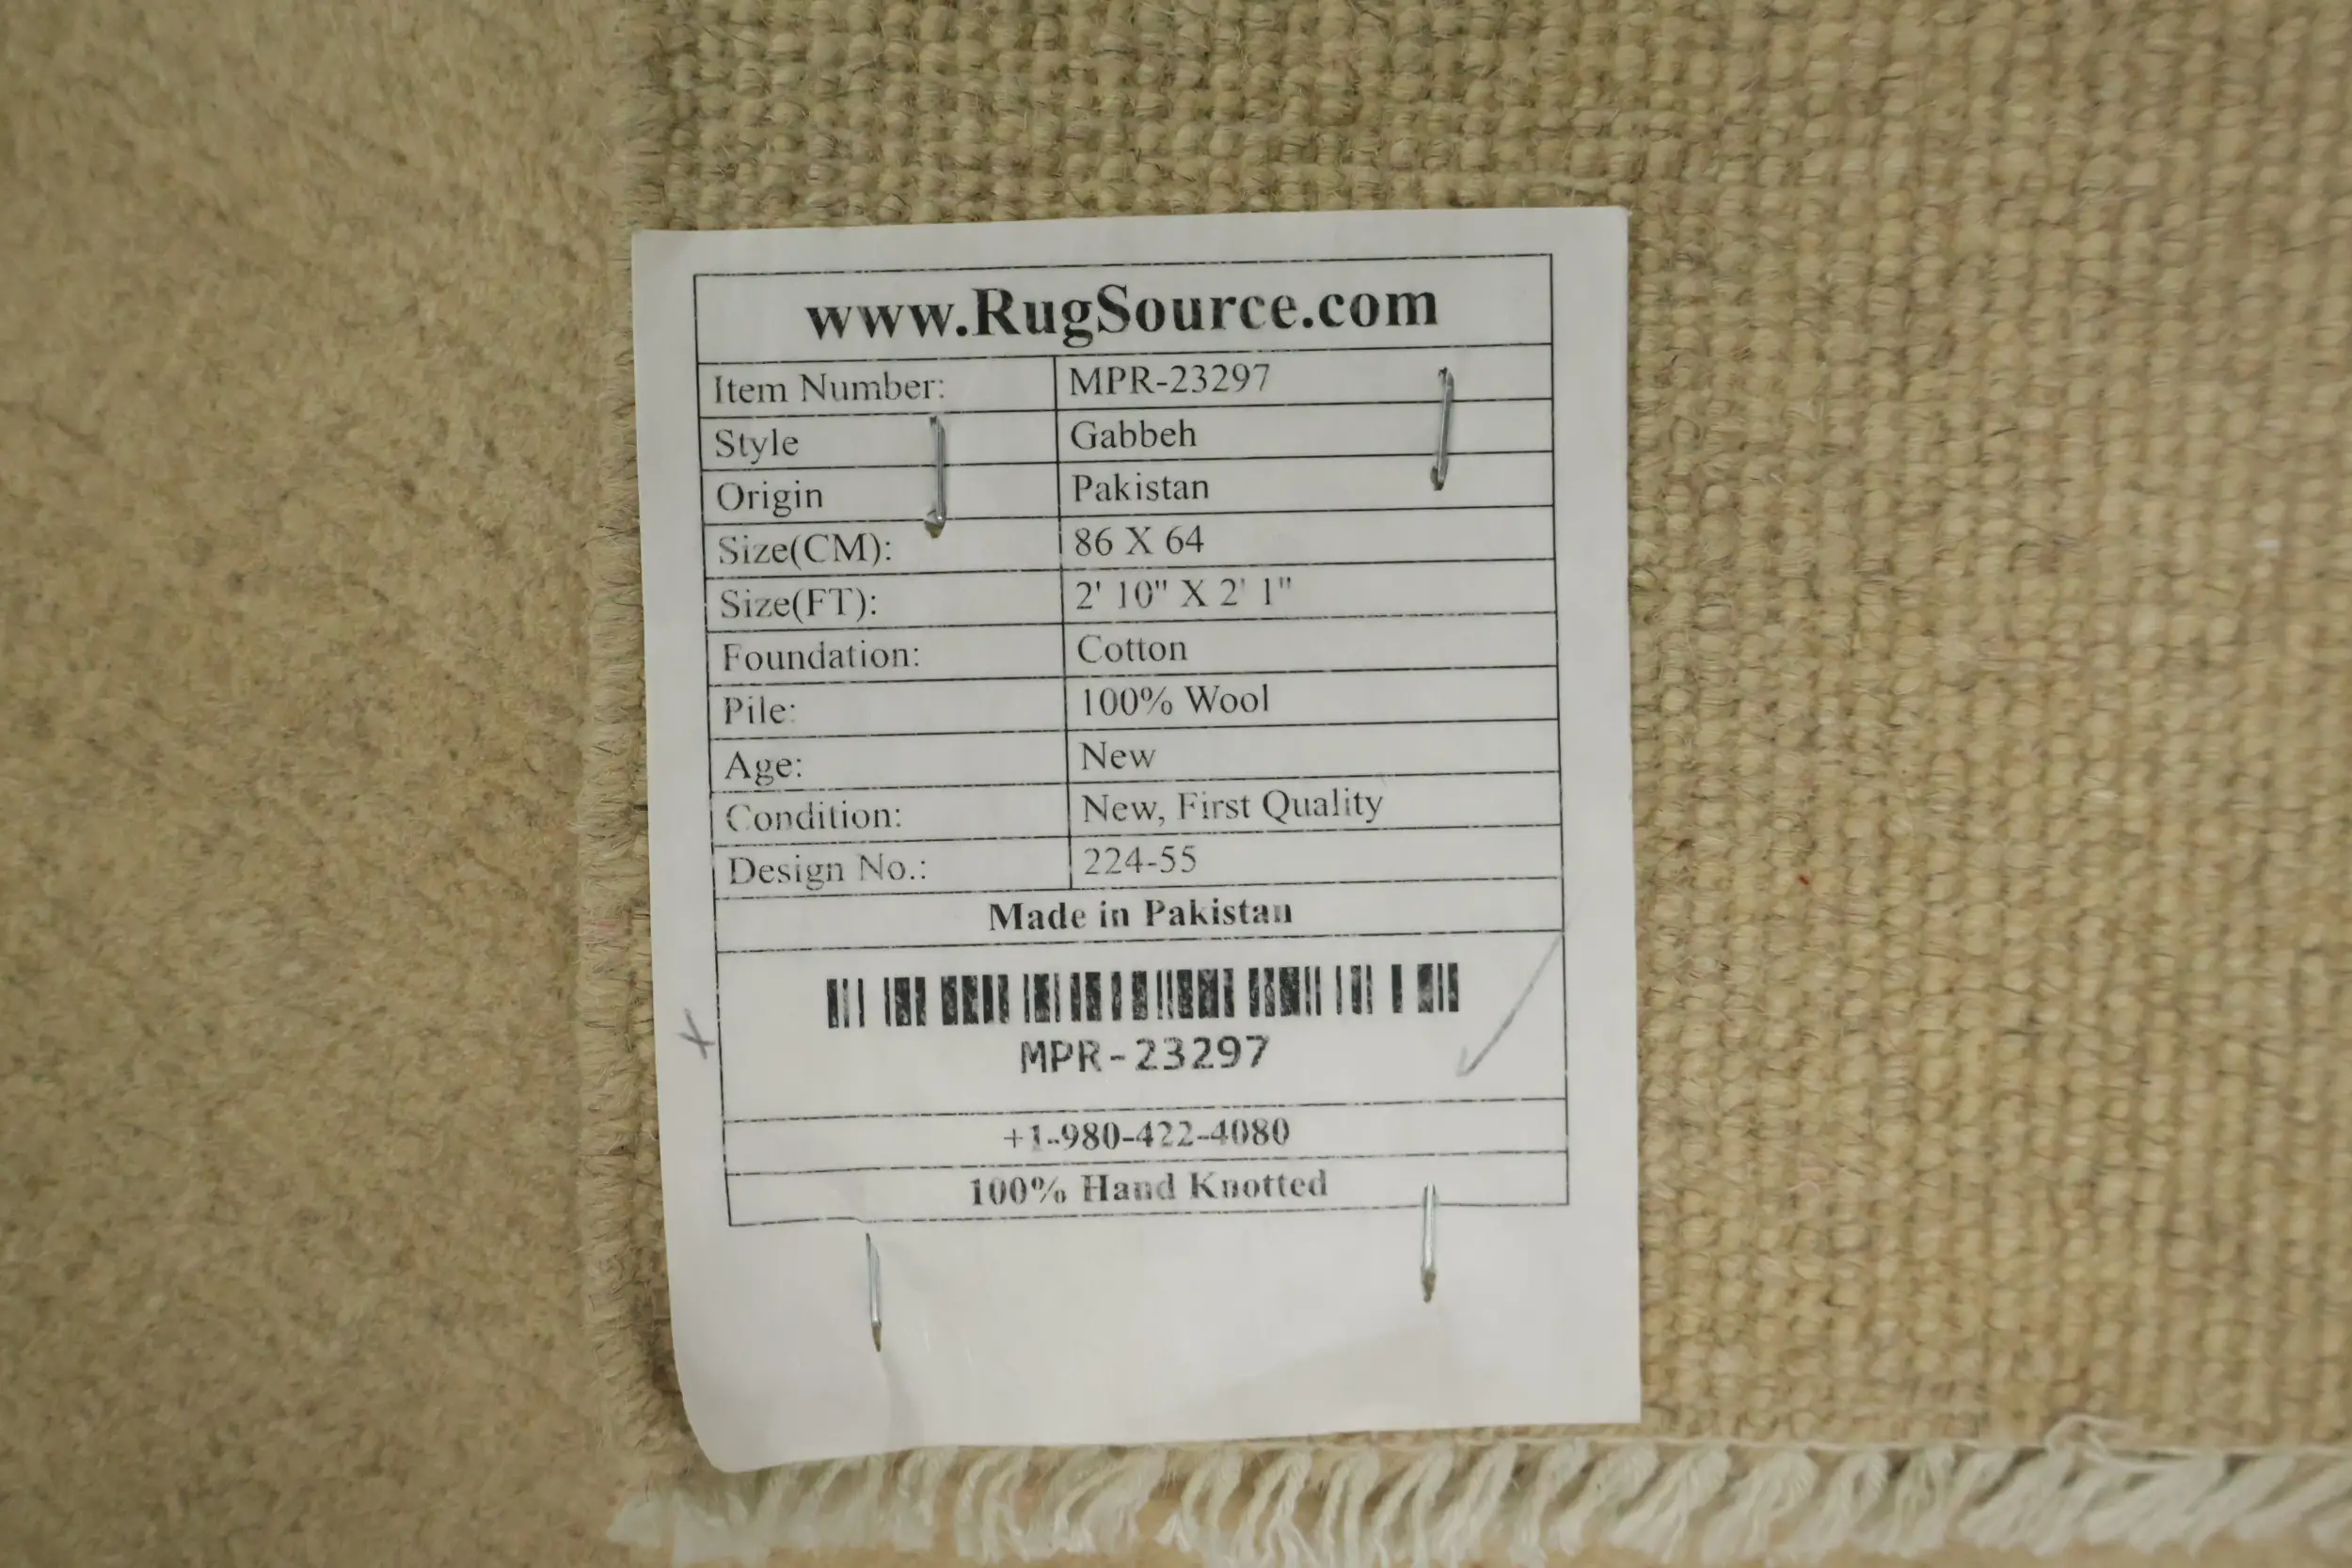 www.RugSource.com
Item Number: MPR-23297
Style Gabbeh
Origin Pakistan
Size(CM): 86 X 64
Size(FT): 2' 10" X 2' 1"
Foundation: Cotton
Pile: 100% Wool
Age: New
Condition: New, First Quality
Design No.: 224-55
Made in Pakistan
MPR-23297
+1-980-422-4080
100% Hand Knotted